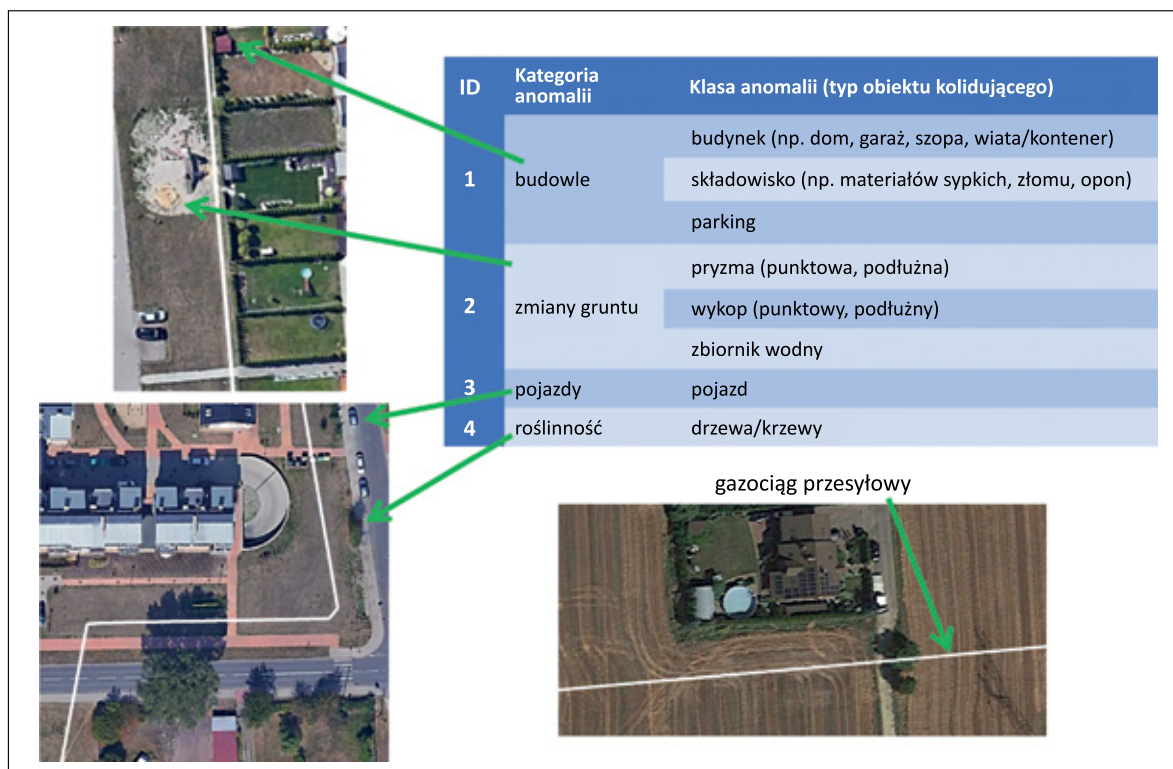 ID
Kategoria
anomalii
Klasa anomalii (typ obiektu kolidującego)
1
budowle
budynek (np. dom, garaż, szopa, wiata/kontener)
składowisko (np. materiałów sypkich, złomu, opon)
parking
2
zmiany gruntu
pryzma (punktowa, podłużna)
wykop (punktowy, podłużny)
zbiornik wodny
3
pojazdy
pojazd
4
roślinność
drzewa/krzewy
gazociąg przesyłowy